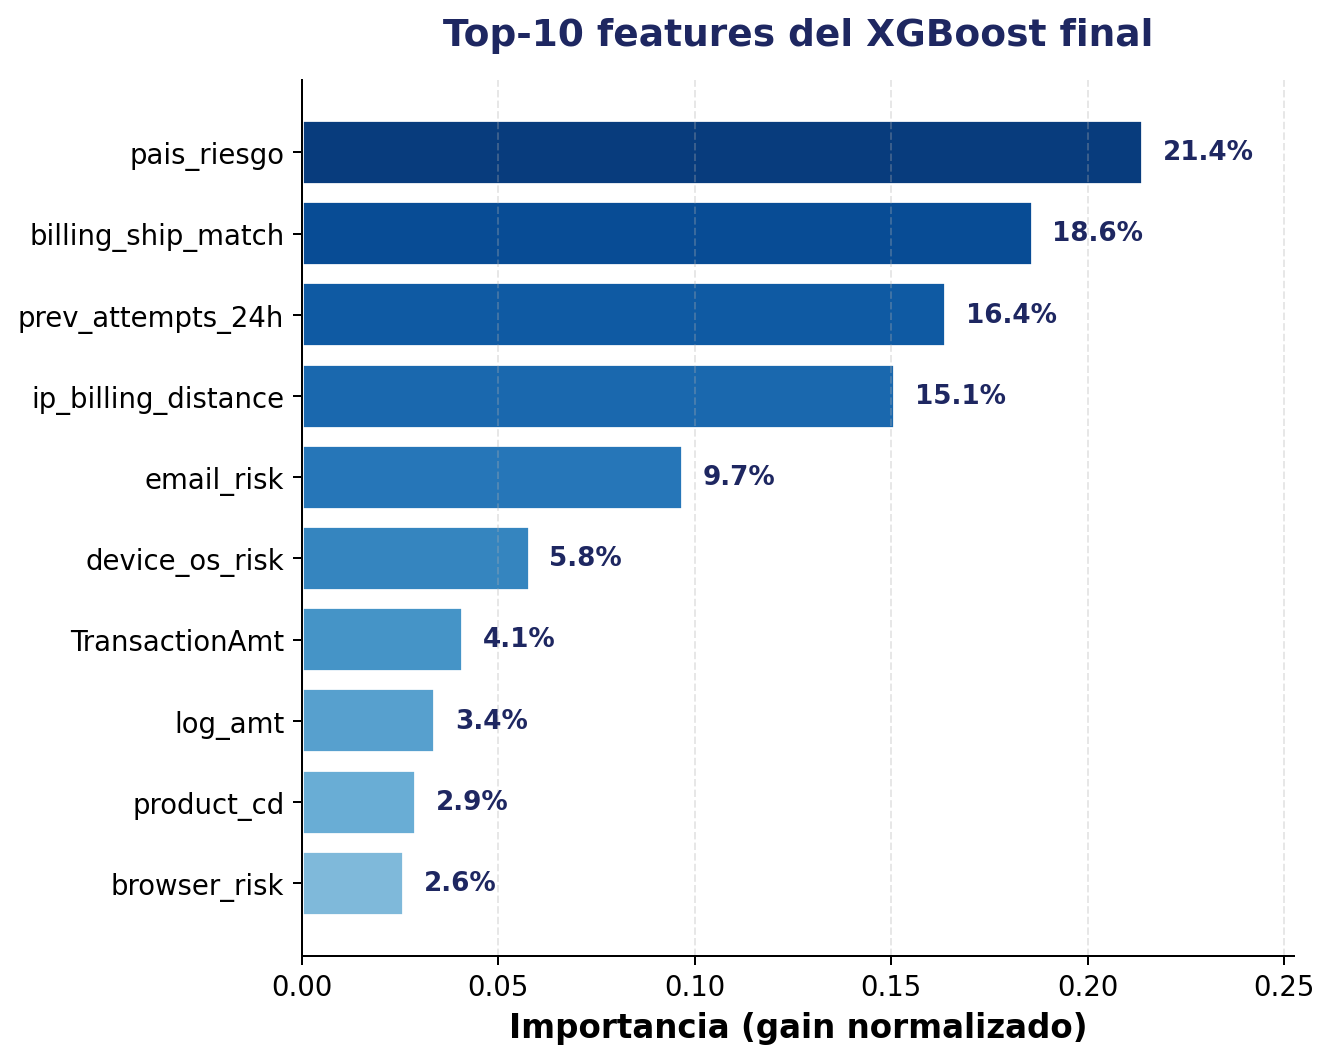 Top-10 features del XGBoost final
pais_riesgo 21.4%
billing_ship_match 18.6%
prev_attempts_24h 16.4%
ip_billing_distance 15.1%
email_risk 9.7%
device_os_risk 5.8%
TransactionAmt 4.1%
log_amt 3.4%
product_cd 2.9%
browser_risk 2.6%
0.00 0.05 0.10 0.15 0.20 0.25
Importancia (gain normalizado)